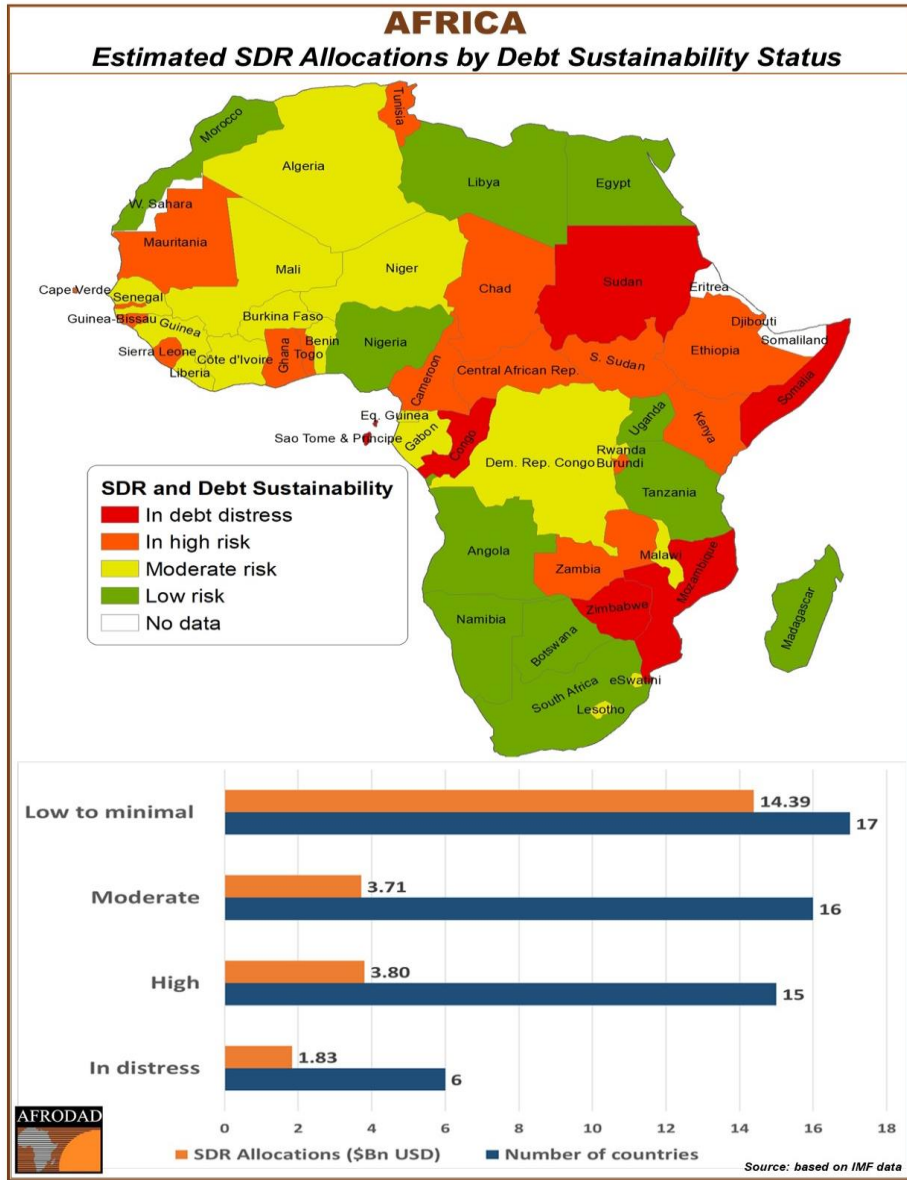 AFRICA
Estimated SDR Allocations by Debt Sustainability Status
Tunisia
Morocco
Algeria
Libya
Egypt
W. Sahara
Mauritania
Mali
Niger
Chad
Sudan
Eritrea
Cape Verde
Senegal
Guinea-Bissau
Guinea
Burkina Faso
Benin
Nigeria
Djibouti
Somaliland
Ethiopia
Sierra Leone
Côte d'Ivoire
Ghana
Togo
Liberia
Cameroon
Central African Rep.
S. Sudan
Somalia
Eq. Guinea
Sao Tome & Principe
Gabon
Congo
Uganda
Kenya
Dem. Rep. Congo
Rwanda
Burundi
Tanzania
Angola
Zambia
Malawi
Mozambique
Zimbabwe
Namibia
Botswana
Madagascar
South Africa
eSwatini
Lesotho
SDR and Debt Sustainability
In debt distress
In high risk
Moderate risk
Low risk
No data
Low to minimal
14.39
17
Moderate
3.71
16
High
3.80
15
In distress
1.83
6
0 2 4 6 8 10 12 14 16 18
SDR Allocations ($Bn USD) Number of countries
AFRODAD
Source: based on IMF data